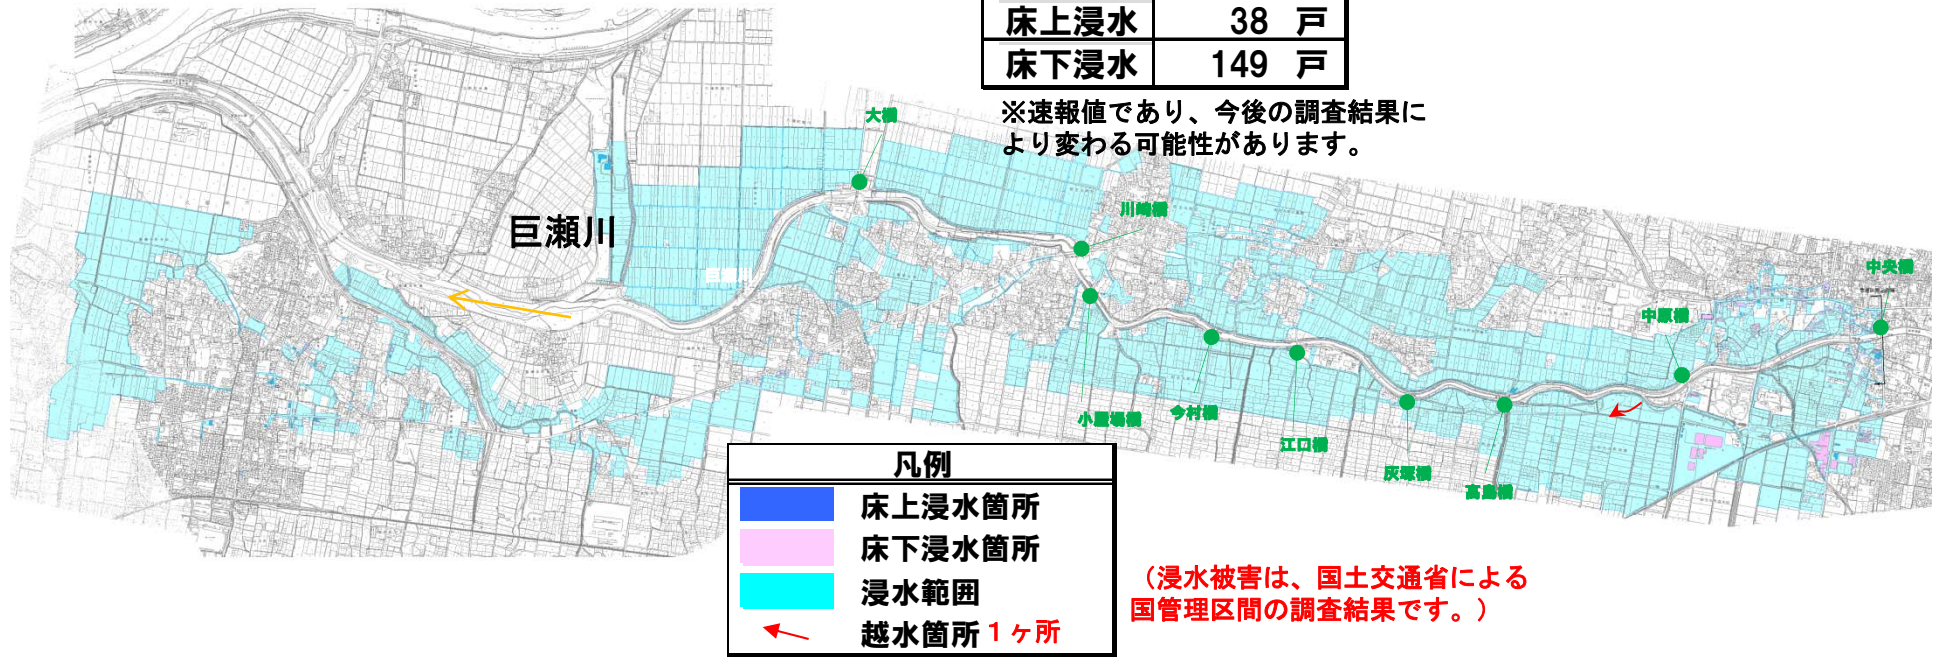 床上浸水 38 戸
床下浸水 149 戸
※速報値であり、今後の調査結果に
より変わる可能性があります。
大橋
川崎橋
巨瀬川
巨瀬川
中央橋
中原橋
小屋場橋
今村橋
江口橋
灰塚橋
高島橋
凡例
床上浸水箇所
床下浸水箇所
浸水範囲
越水箇所 1ヶ所
（浸水被害は、国土交通省による
国管理区間の調査結果です。）